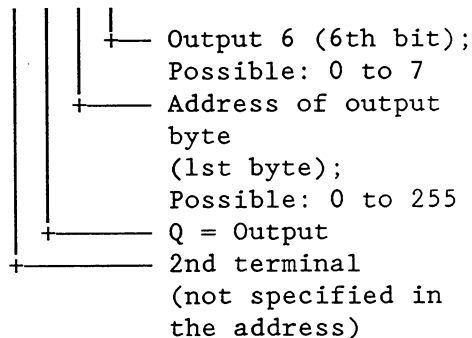 Output 6 (6th bit);
Possible: 0 to 7
Address of output
byte
(1st byte);
Possible: 0 to 255
Q = Output
2nd terminal
(not specified in
the address)